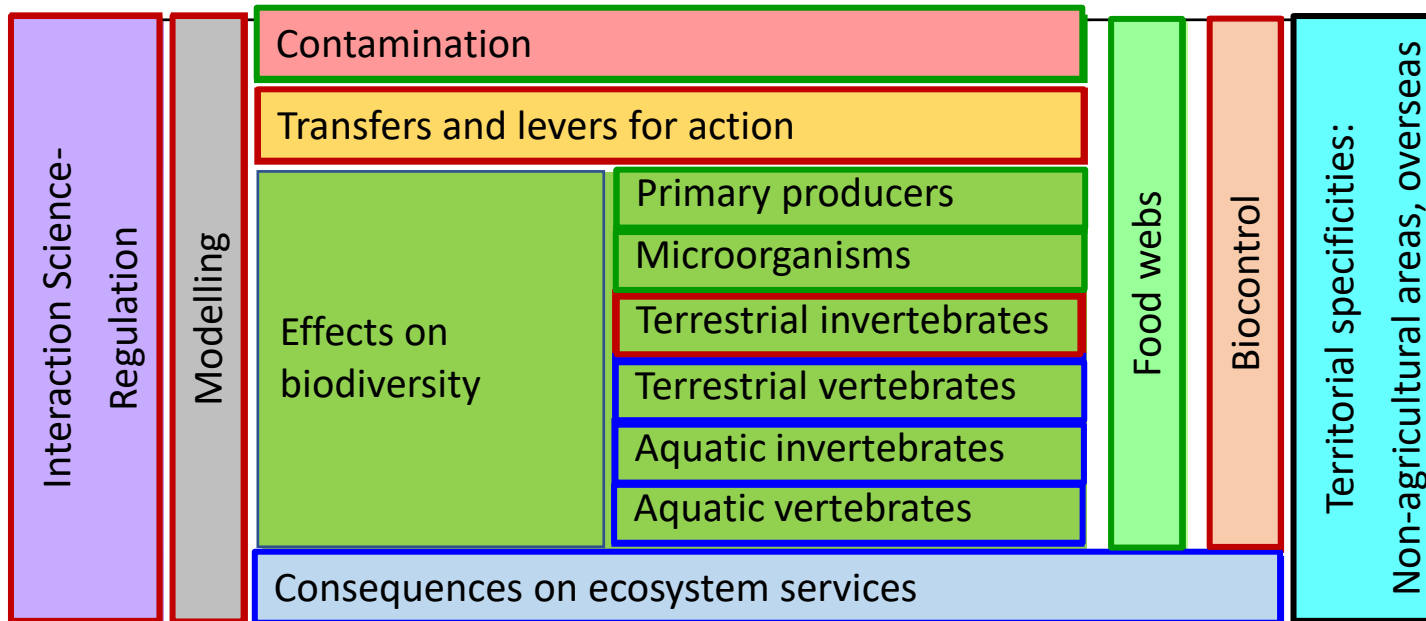 Interaction Science-
Regulation
Modelling
Contamination
Transfers and levers for action
Effects on
biodiversity
Primary producers
Microorganisms
Terrestrial invertebrates
Terrestrial vertebrates
Aquatic invertebrates
Aquatic vertebrates
Consequences on ecosystem services
Food webs
Biocontrol
Territorial specificities:
Non-agricultural areas, overseas